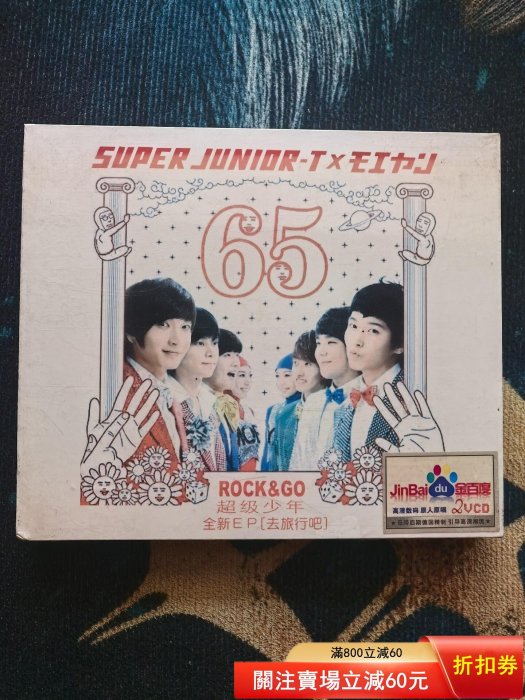 SUPER JUNIOR-T×モエヤン
65
ROCK&GO
超级少年
全新EP[去旅行吧]
JinBai du 金百度
高清数码 原人原唱 2VCD
滿800立減60
關注賣場立減60元 折扣券